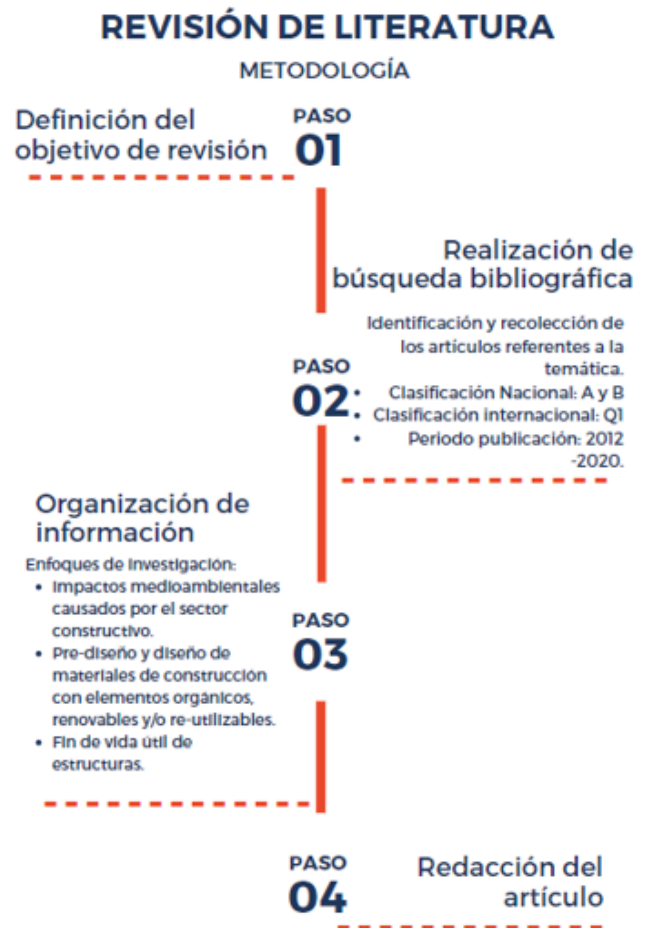 REVISIÓN DE LITERATURA
METODOLOGÍA
Definición del
objetivo de revisión
PASO
01
Realización de
búsqueda bibliográfica
Identificación y recolección de
los artículos referentes a la
temática.
• Clasificación Nacional: A y B
• Clasificación internacional: Q1
• Periodo publicación: 2012
-2020.
PASO
02
Organización de
información
Enfoques de Investigación:
• Impactos medioambientales
causados por el sector
constructivo.
• Pre-diseño y diseño de
materiales de construcción
con elementos orgánicos,
renovables y/o re-utilizables.
• Fin de vida útil de
estructuras.
PASO
03
PASO
04
Redacción del
artículo